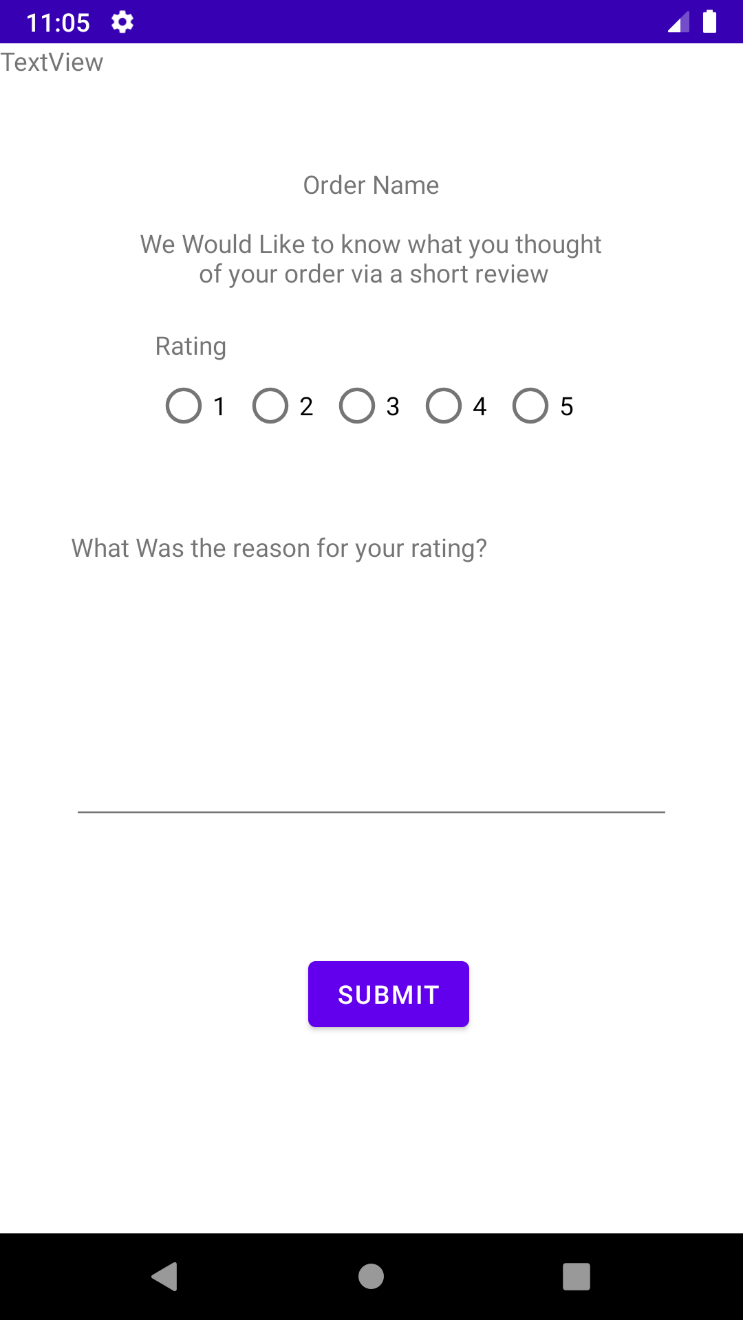 11:05
TextView
Order Name
We Would Like to know what you thought
of your order via a short review
Rating
1 2 3 4 5
What Was the reason for your rating?
SUBMIT